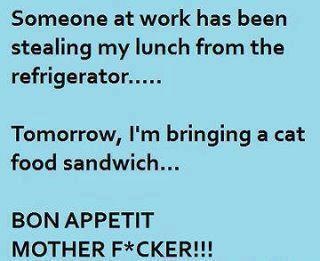 Someone at work has been
stealing my lunch from the
refrigerator.....
Tomorrow, I'm bringing a cat
food sandwich...
BON APPETIT
MOTHER F*CKER!!!